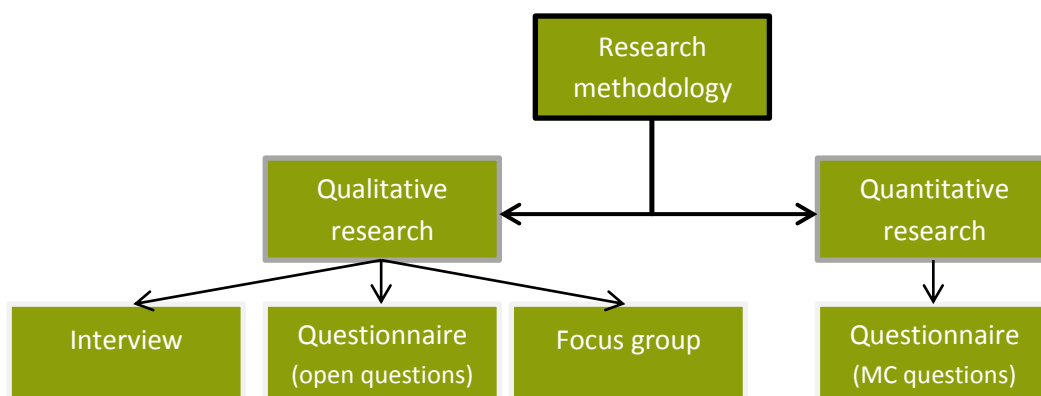 Research
methodology
Qualitative
research
Quantitative
research
Interview
Questionnaire
(open questions)
Focus group
Questionnaire
(MC questions)